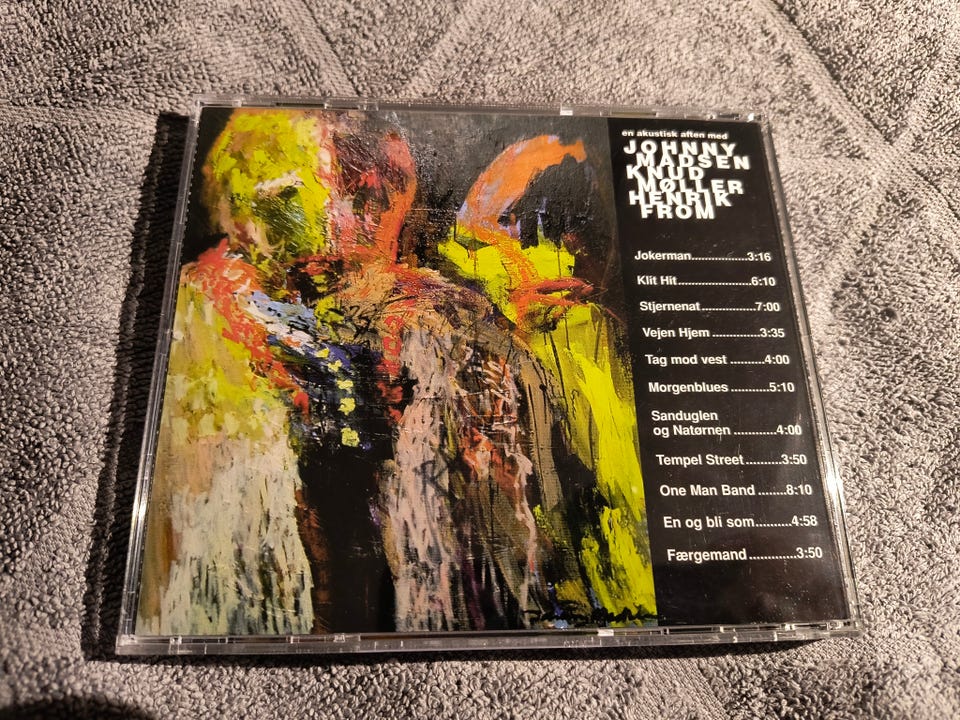 en akustisk aften med
JOHNNY
MADSEN
KNUD
MØLLER
HENRIK
FROM
Jokerman...............3:16
Klit Hit.......................6:10
Stjernenat.................7:00
Vejen Hjem ...............3:35
Tag mod vest ..........4:00
Morgenblues ...........5:10
Sanduglen
og Natørnen ............4:00
Tempel Street..........3:50
One Man Band ........8:10
En og bli som..........4:58
Færgemand .............3:50